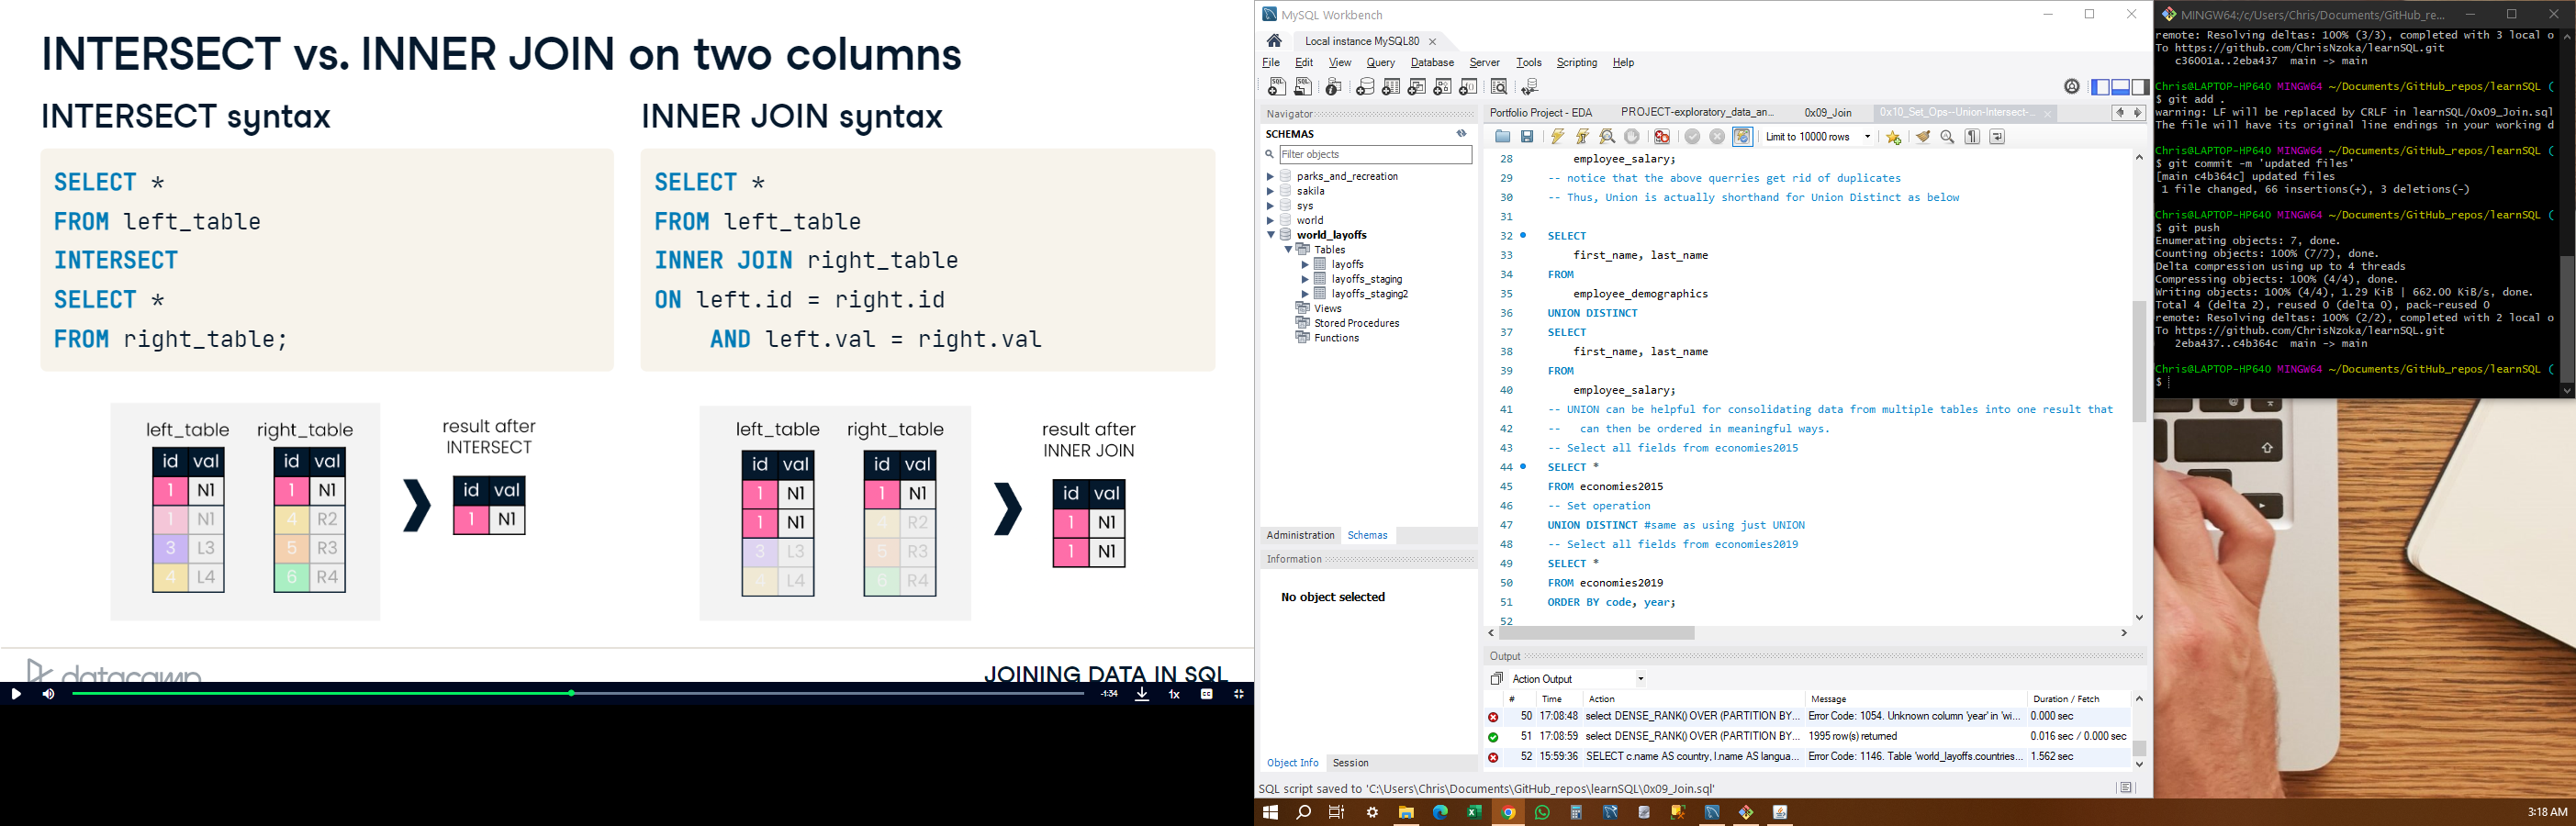 INTERSECT vs. INNER JOIN on two columns
INTERSECT syntax
SELECT *
FROM left_table
INTERSECT
SELECT *
FROM right_table;
INNER JOIN syntax
SELECT *
FROM left_table
INNER JOIN right_table
ON left.id = right.id
AND left.val = right.val
left_table right_table
id val id val
1 N1 1 N1
1 N1 4 R2
3 L3 5 R3
4 L4 6 R4
result after
INTERSECT
id val
1 N1
left_table right_table
id val id val
1 N1 1 N1
1 N1 4 R2
3 L3 5 R3
4 L4 6 R4
result after
INNER JOIN
id val
1 N1
1 N1
datacamp
JOINING DATA IN SQL
-1:34 1x CC
MySQL Workbench
Local instance MySQL80
File Edit View Query Database Server Tools Scripting Help
Navigator
SCHEMAS
Filter objects
parks_and_recreation
sakila
sys
world
world_layoffs
Tables
layoffs
layoffs_staging
layoffs_staging2
Views
Stored Procedures
Functions
Administration Schemas
Information
No object selected
Object Info Session
Portfolio Project - EDA PROJECT-exploratory_data_an... 0x09_Join 0x10_Set_Ops--Union-Intersect-...
Limit to 10000 rows
28 employee_salary;
29 -- notice that the above querries get rid of duplicates
30 -- Thus, Union is actually shorthand for Union Distinct as below
31
32 SELECT
33 first_name, last_name
34 FROM
35 employee_demographics
36 UNION DISTINCT
37 SELECT
38 first_name, last_name
39 FROM
40 employee_salary;
41 -- UNION can be helpful for consolidating data from multiple tables into one result that
42 -- can then be ordered in meaningful ways.
43 -- Select all fields from economies2015
44 SELECT *
45 FROM economies2015
46 -- Set operation
47 UNION DISTINCT #same as using just UNION
48 -- Select all fields from economies2019
49 SELECT *
50 FROM economies2019
51 ORDER BY code, year;
52
Output
Action Output
# Time Action Message Duration / Fetch
50 17:08:48 select DENSE_RANK() OVER (PARTITION BY... Error Code: 1054. Unknown column 'year' in 'wi... 0.000 sec
51 17:08:59 select DENSE_RANK() OVER (PARTITION BY... 1995 row(s) returned 0.016 sec / 0.000 sec
52 15:59:36 SELECT c.name AS country, l.name AS langua... Error Code: 1146. Table 'world_layoffs.countries... 1.562 sec
SQL script saved to 'C:\Users\Chris\Documents\GitHub_repos\learnSQL\0x09_Join.sql'
MINGW64:/c/Users/Chris/Documents/GitHub_re...
remote: Resolving deltas: 100% (3/3), completed with 3 local o
To https://github.com/ChrisNzoka/learnSQL.git
c36001a..2eba437 main -> main
Chris@LAPTOP-HP640 MINGW64 ~/Documents/GitHub_repos/learnSQL (
$ git add .
warning: LF will be replaced by CRLF in learnSQL/0x09_Join.sql
The file will have its original line endings in your working d
Chris@LAPTOP-HP640 MINGW64 ~/Documents/GitHub_repos/learnSQL (
$ git commit -m 'updated files'
[main c4b364c] updated files
1 file changed, 66 insertions(+), 3 deletions(-)
Chris@LAPTOP-HP640 MINGW64 ~/Documents/GitHub_repos/learnSQL (
$ git push
Enumerating objects: 7, done.
Counting objects: 100% (7/7), done.
Delta compression using up to 4 threads
Compressing objects: 100% (4/4), done.
Writing objects: 100% (4/4), 1.29 KiB | 662.00 KiB/s, done.
Total 4 (delta 2), reused 0 (delta 0), pack-reused 0
remote: Resolving deltas: 100% (2/2), completed with 2 local o
To https://github.com/ChrisNzoka/learnSQL.git
2eba437..c4b364c main -> main
Chris@LAPTOP-HP640 MINGW64 ~/Documents/GitHub_repos/learnSQL (
$
3:18 AM